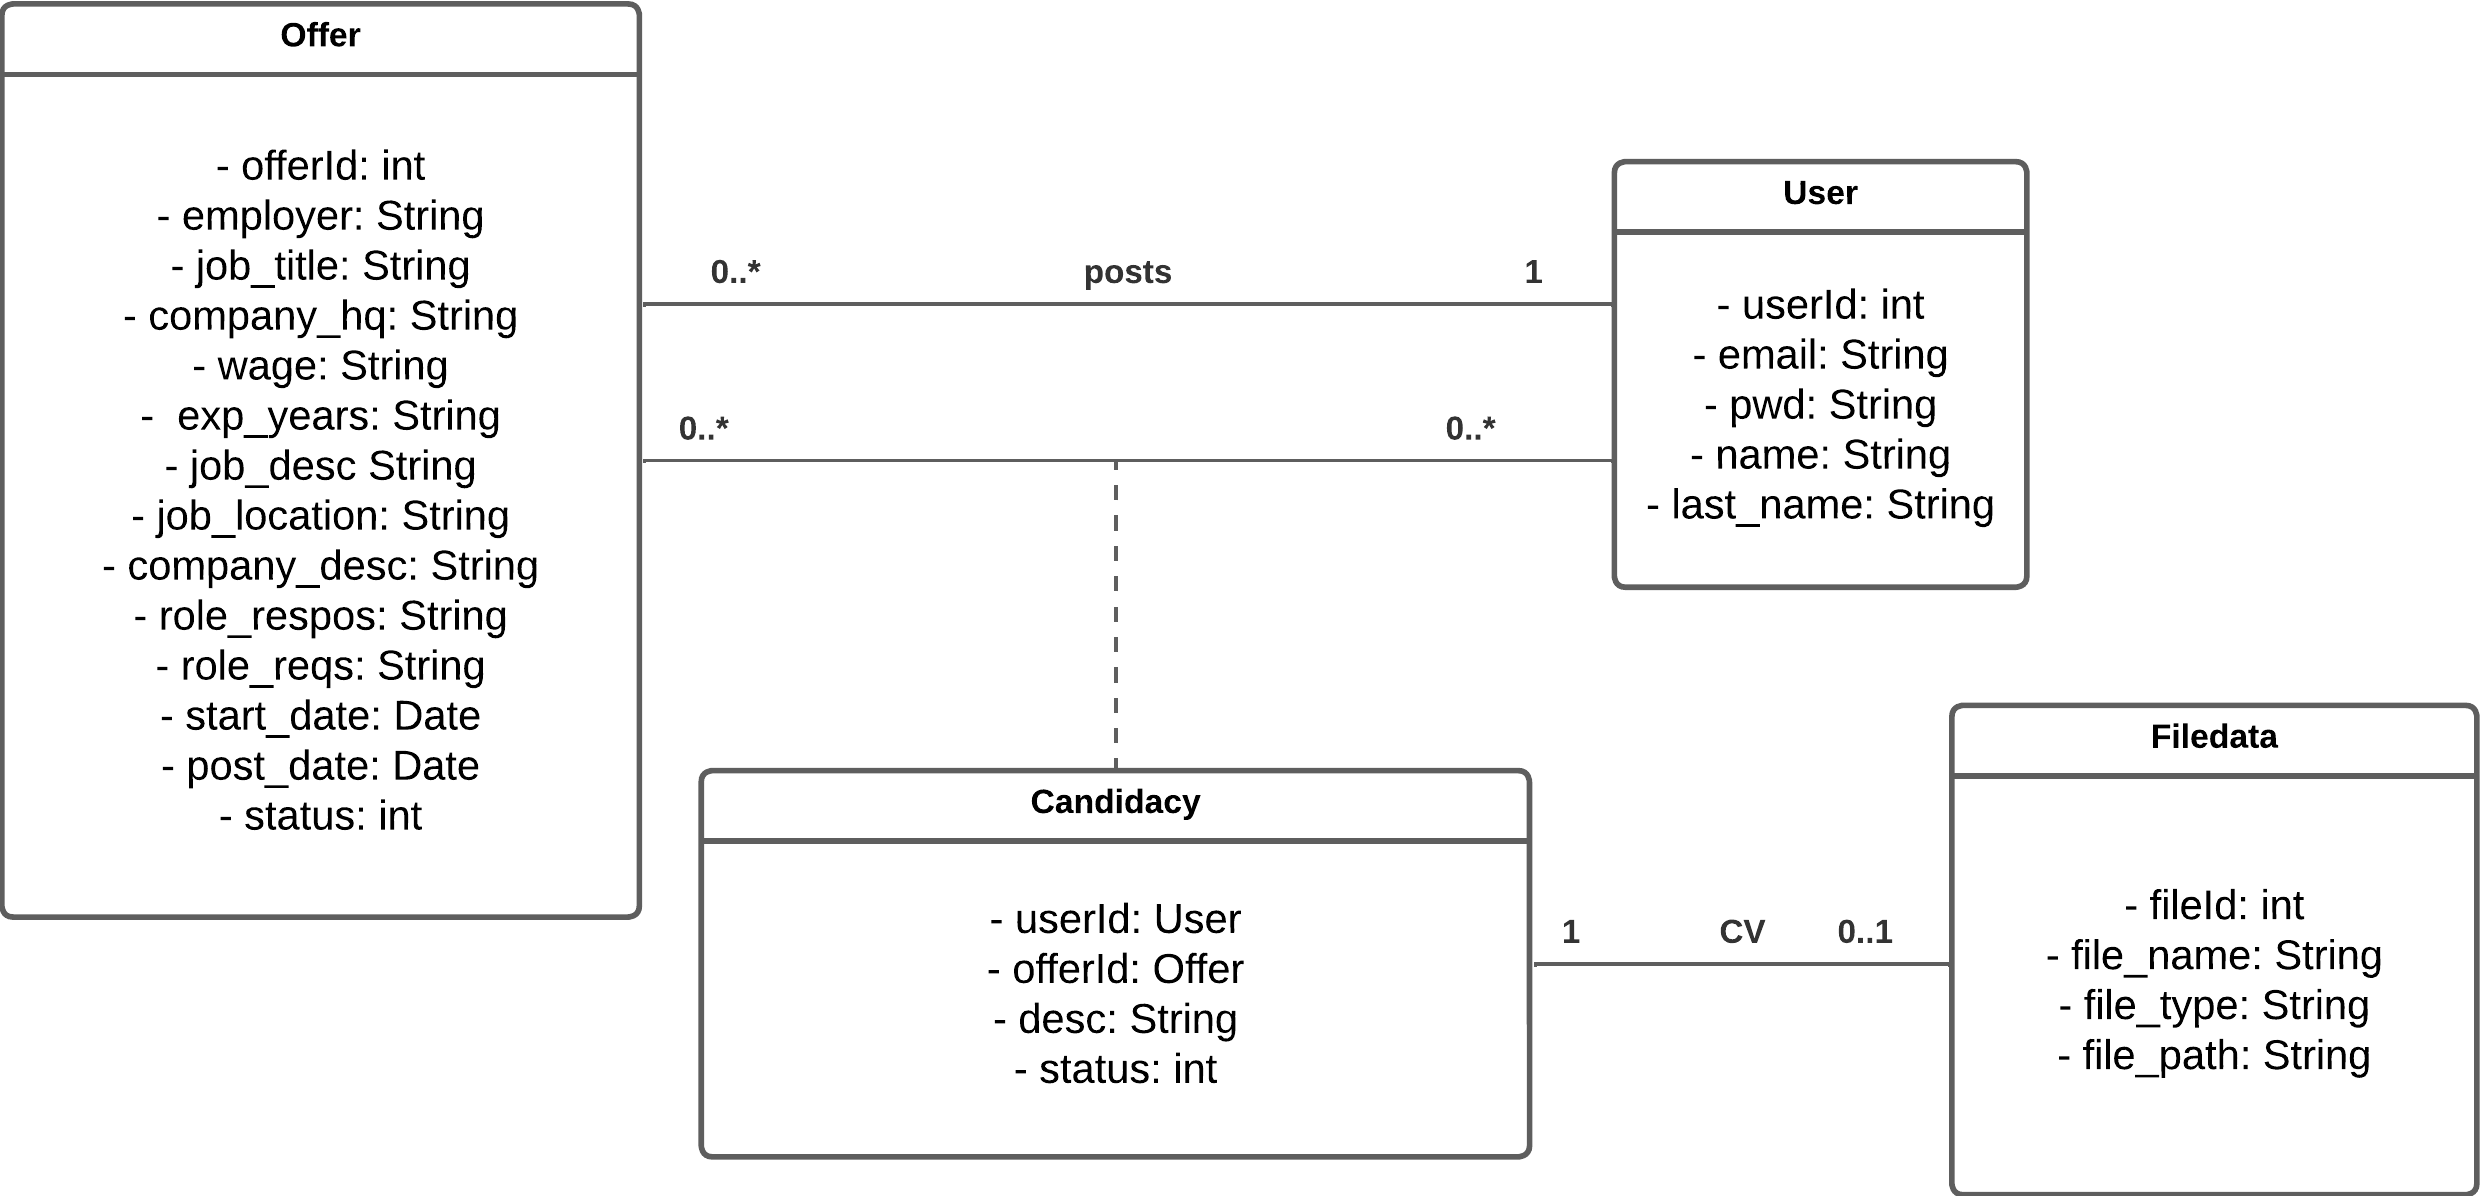 Offer
- offerId: int
- employer: String
- job_title: String
- company_hq: String
- wage: String
-  exp_years: String
- job_desc String
- job_location: String
- company_desc: String
- role_respos: String
- role_reqs: String
- start_date: Date
- post_date: Date
- status: int
0..* posts 1
0..* 0..*
User
- userId: int
- email: String
- pwd: String
- name: String
- last_name: String
Candidacy
- userId: User
- offerId: Offer
- desc: String
- status: int
1 CV 0..1
Filedata
- fileId: int
- file_name: String
- file_type: String
- file_path: String